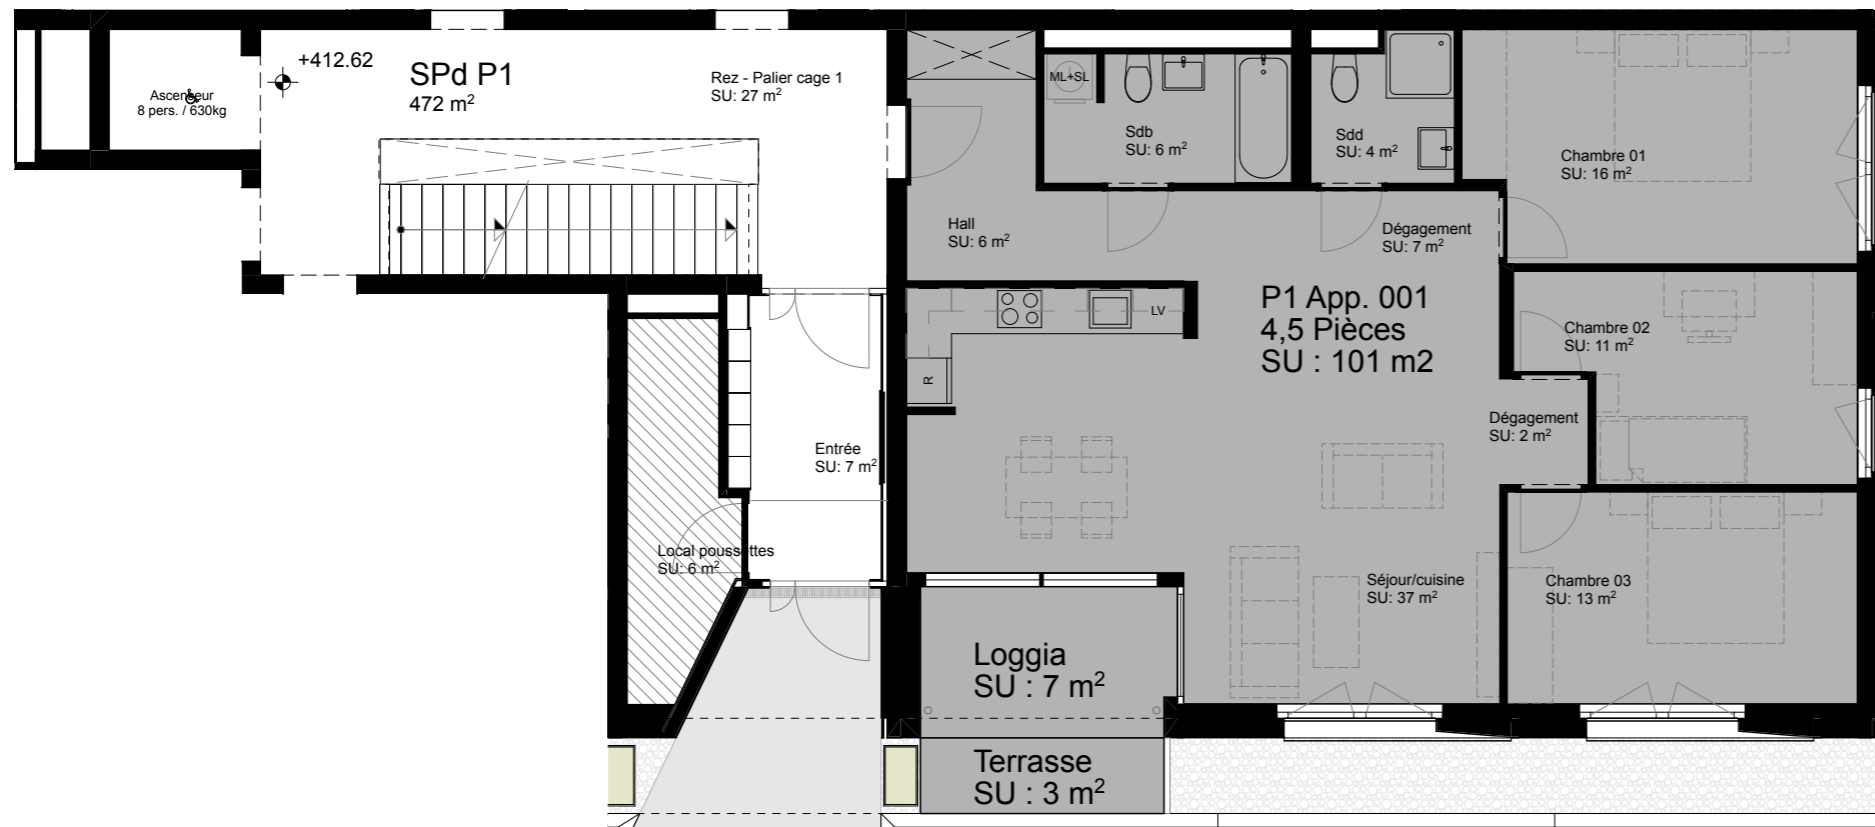 +412.62
SPd P1
472 m²
Rez - Palier cage 1
SU: 27 m²
Ascenseur
8 pers. / 630kg
ML+SL
Sdb
SU: 6 m²
Sdd
SU: 4 m²
Chambre 01
SU: 16 m²
Hall
SU: 6 m²
Dégagement
SU: 7 m²
LV
R
P1 App. 001
4,5 Pièces
SU : 101 m2
Chambre 02
SU: 11 m²
Dégagement
SU: 2 m²
Entrée
SU: 7 m²
Local poussettes
SU: 6 m²
Séjour/cuisine
SU: 37 m²
Chambre 03
SU: 13 m²
Loggia
SU : 7 m²
Terrasse
SU : 3 m²